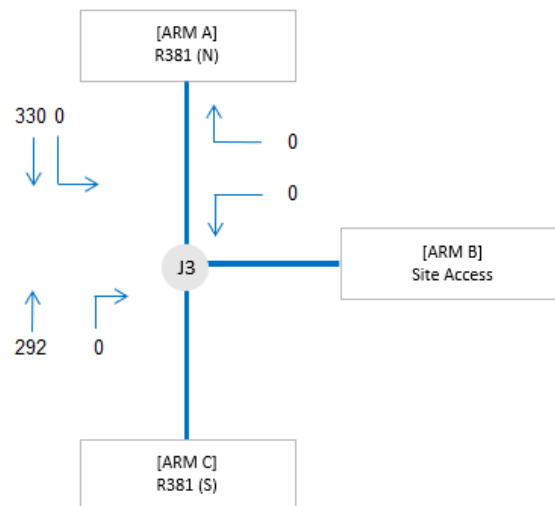 [ARM A]
R381 (N)
330 0
0
0
[ARM B]
Site Access
J3
292 0
[ARM C]
R381 (S)